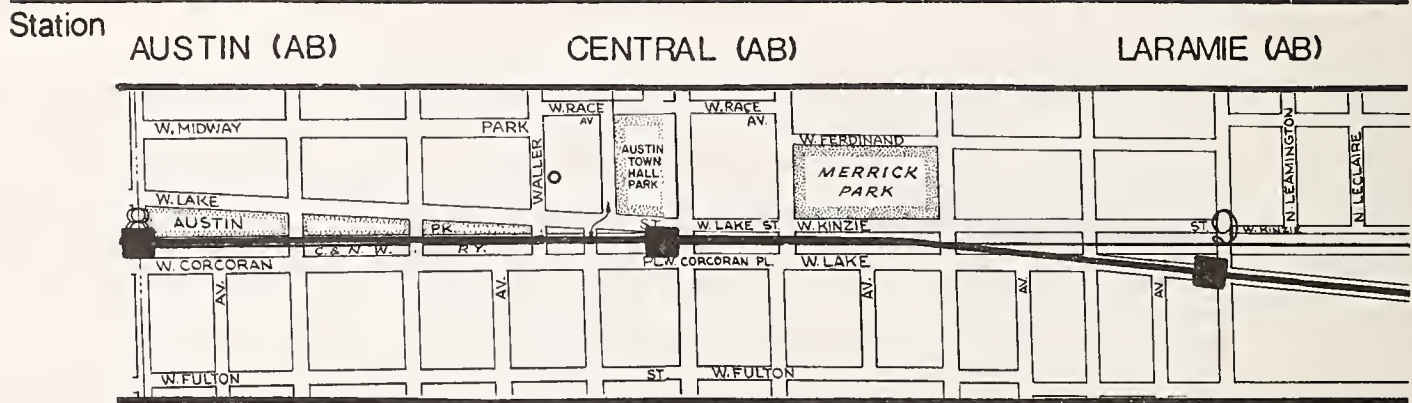 Station
AUSTIN (AB) CENTRAL (AB) LARAMIE (AB)
W. RACE AV. W. RACE AV.
W. MIDWAY PARK
WALLER
AUSTIN TOWN HALL PARK
W. FERDINAND
MERRICK PARK
N. LEAMINGTON
N. LECLAIRE
W. LAKE ST. W. LAKE ST. W. KINZIE ST. W. KINZIE
AUSTIN PK.
C. & N. W. RY.
W. CORCORAN PL. W. CORCORAN PL. W. LAKE
AV. AV. AV. AV. AV.
W. FULTON ST. W. FULTON